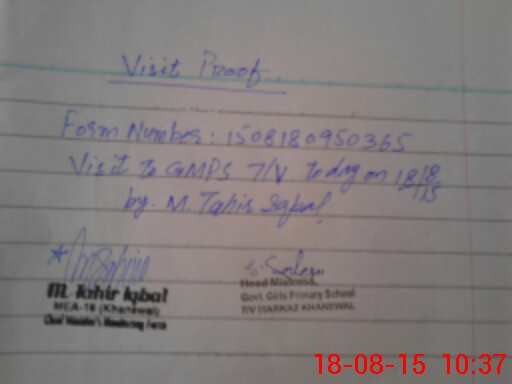 Visit Proof
Form Number: 1508180950365
Visit to GMPS 7/V today on 18/8/15
by. M. Tahir Iqbal
M. Tahir Iqbal
MEA-16 (Khanewal)
Chief Minister's Monitoring Force
Head Mistress,
Govt. Girls Primary School
7/V MARKAZ KHANEWAL
18-08-15 10:37